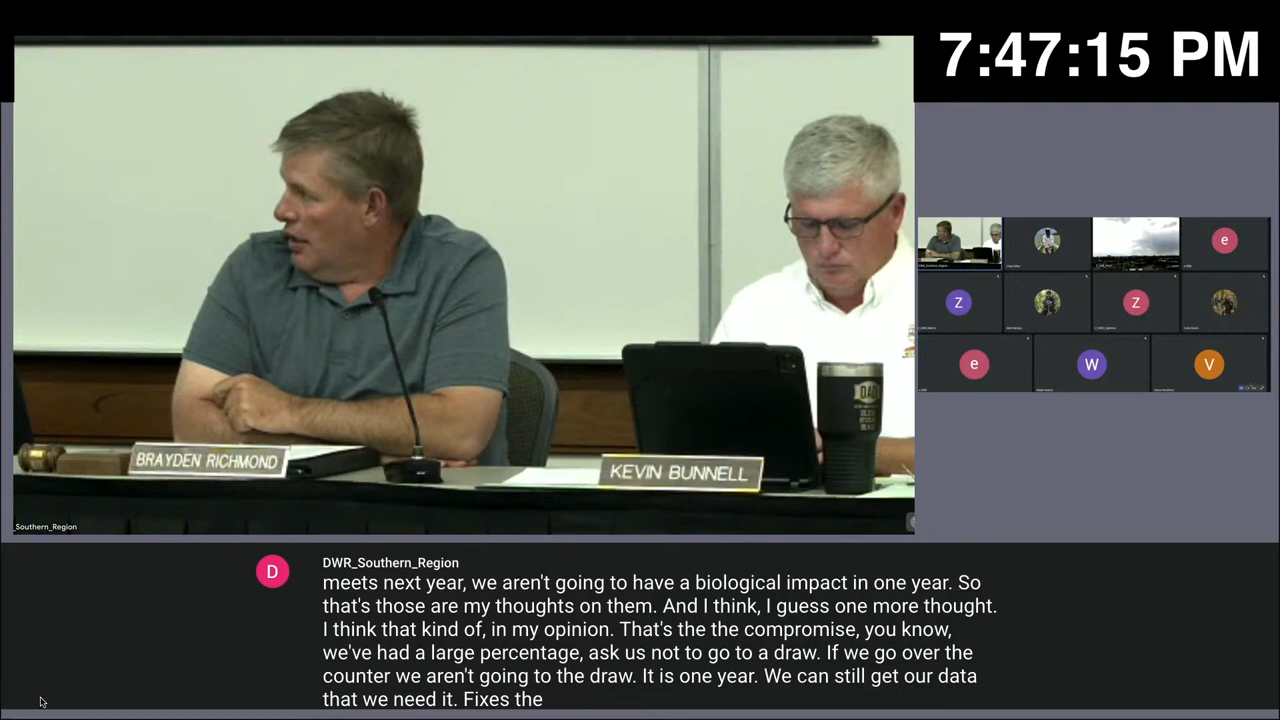 7:47:15 PM
e
Z
Z
e
W
V
DAD
BRAYDEN RICHMOND
KEVIN BUNNELL
_Southern_Region
D
DWR_Southern_Region
meets next year, we aren't going to have a biological impact in one year. So
that's those are my thoughts on them. And I think, I guess one more thought.
I think that kind of, in my opinion. That's the the compromise, you know,
we've had a large percentage, ask us not to go to a draw. If we go over the
counter we aren't going to the draw. It is one year. We can still get our data
that we need it. Fixes the